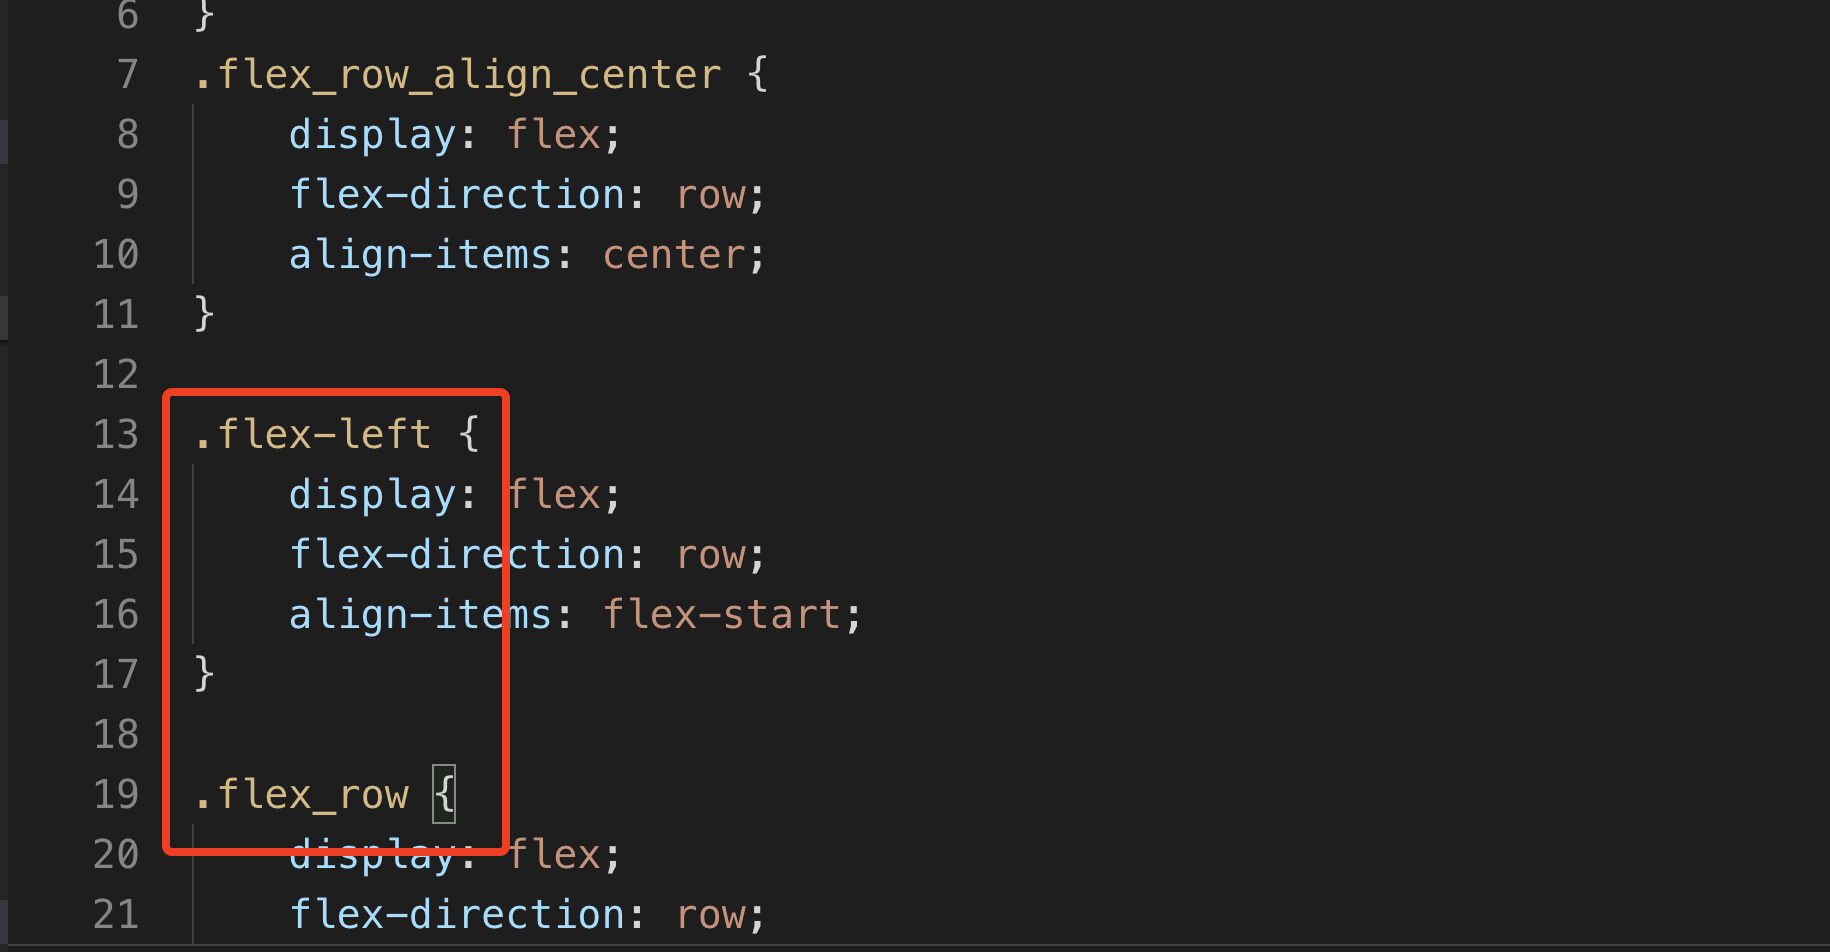 6 }
7 .flex_row_align_center {
8 display: flex;
9 flex-direction: row;
10 align-items: center;
11 }
12
13 .flex-left {
14 display: flex;
15 flex-direction: row;
16 align-items: flex-start;
17 }
18
19 .flex_row {
20 display: flex;
21 flex-direction: row;